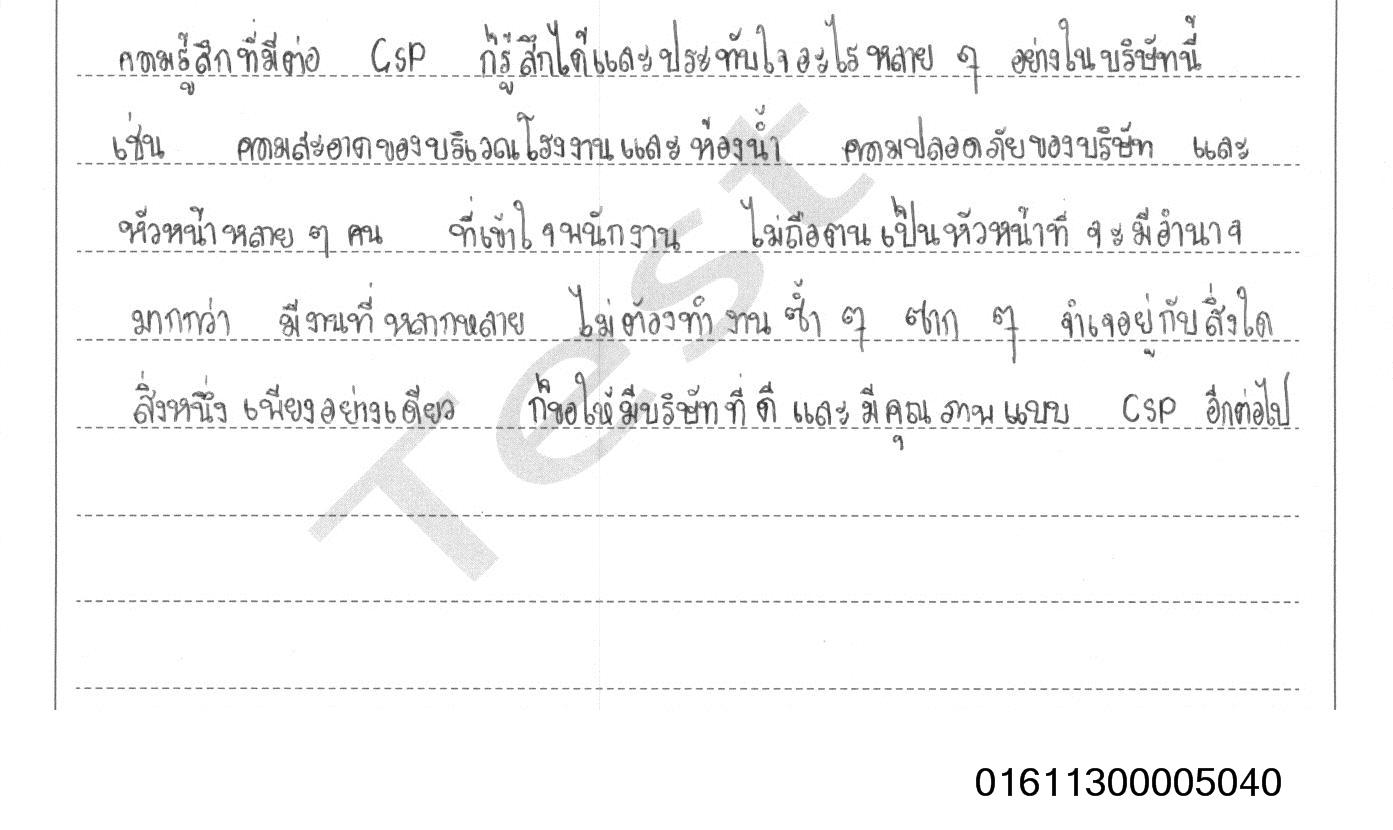 ความรู้สึกที่มีต่อ CSP ก็รู้สึกได้และประทับใจอะไรหลาย ๆ อย่างในบริษัทนี้
เช่น ความสะอาดของบริเวณโรงงานและห้องน้ำ ความปลอดภัยของบริษัท และ
หัวหน้าหลาย ๆ คน ที่เข้าใจพนักงาน ไม่ถือตนเป็นหัวหน้าที่จะมีอำนาจ
มากกว่า มีงานที่หลากหลาย ไม่ต้องทำงานซ้ำ ๆ ซาก ๆ จำเจอยู่กับสิ่งใด
สิ่งหนึ่งเพียงอย่างเดียว ก็ขอให้มีบริษัทที่ดีและมีคุณภาพแบบ CSP อีกต่อไป
Test
01611300005040